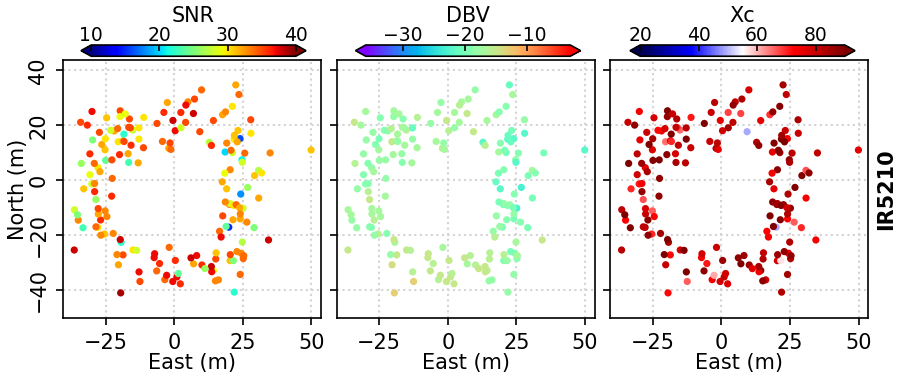 SNR DBV Xc
10 20 30 40 −30 −20 −10 20 40 60 80
40
20
0
−20
−40
North (m)
IR5210
−25 0 25 50 −25 0 25 50 −25 0 25 50
East (m) East (m) East (m)